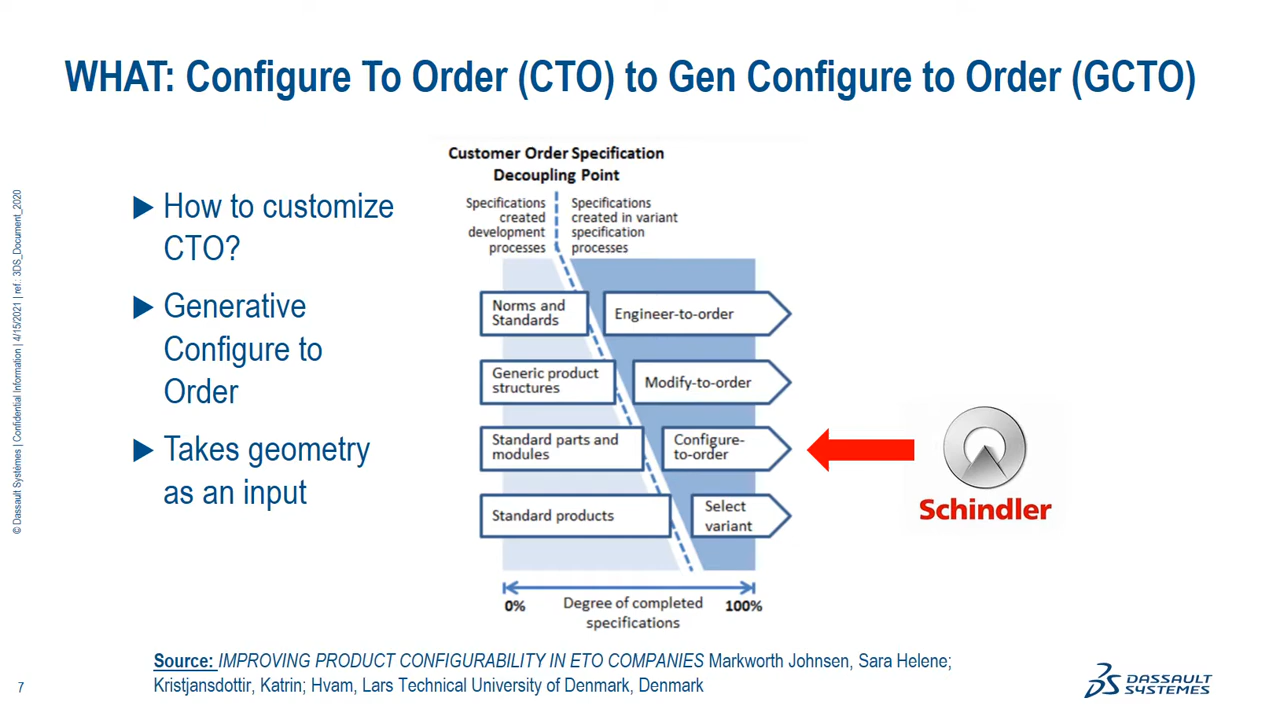 WHAT: Configure To Order (CTO) to Gen Configure to Order (GCTO)
© Dassault Systèmes | Confidential Information | 4/15/2021 | ref.: 3DS_Document_2020
▶ How to customize
CTO?
▶ Generative
Configure to
Order
▶ Takes geometry
as an input
Customer Order Specification
Decoupling Point
Specifications
created
development
processes
Specifications
created in variant
specification
processes
Norms and
Standards
Engineer-to-order
Generic product
structures
Modify-to-order
Standard parts and
modules
Configure-
to-order
Standard products
Select
variant
0%
Degree of completed
specifications
100%
Schindler
Source: IMPROVING PRODUCT CONFIGURABILITY IN ETO COMPANIES Markworth Johnsen, Sara Helene;
Kristjansdottir, Katrin; Hvam, Lars Technical University of Denmark, Denmark
7
DASSAULT
SYSTEMES